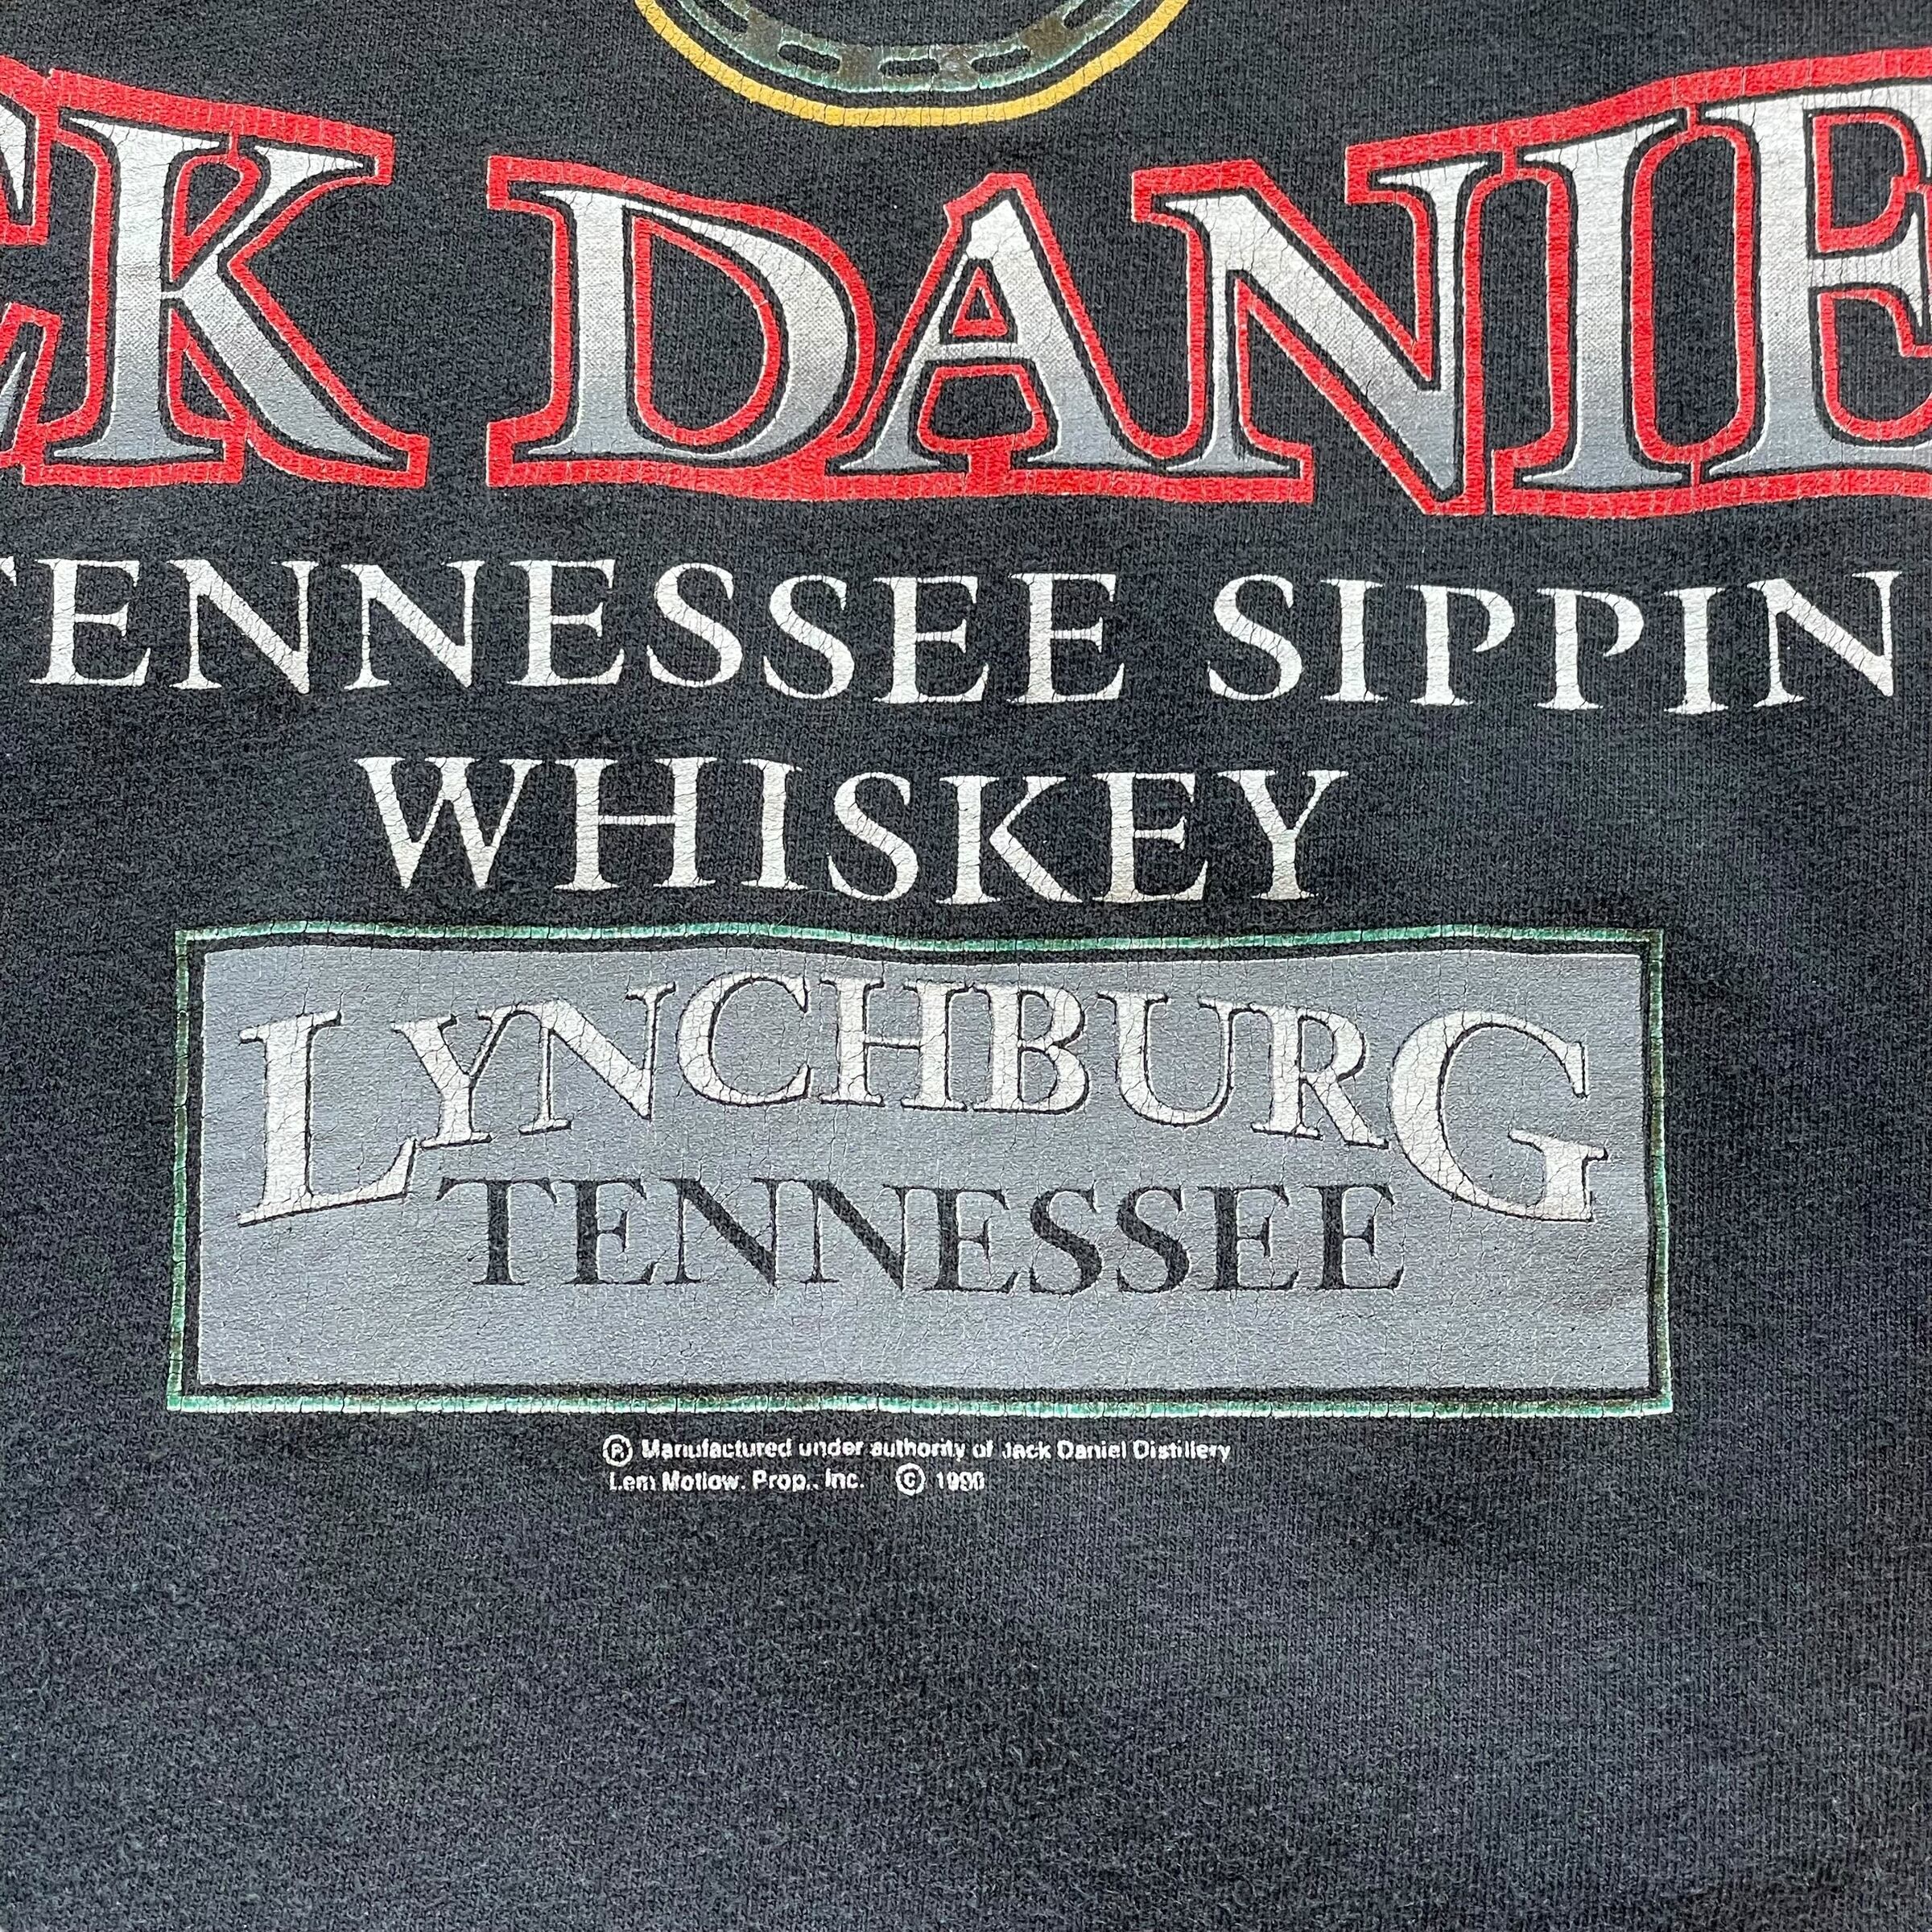 CK DANIE
TENNESSEE SIPPIN
WHISKEY
LYNCHBURG
TENNESSEE
® Manufactured under authority of Jack Daniel Distillery
Lem Motlow, Prop., Inc. ©